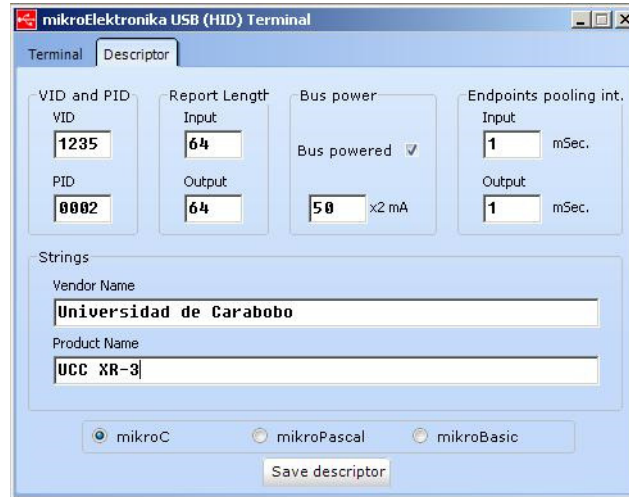 mikroElektronika USB (HID) Terminal
Terminal Descriptor
VID and PID Report Length Bus power Endpoints pooling int.
VID Input Input
1235 64 Bus powered 1 mSec.
PID Output Output
0002 64 50 x2 mA 1 mSec.
Strings
Vendor Name
Universidad de Carabobo
Product Name
UCC XR-3
mikroC mikroPascal mikroBasic
Save descriptor